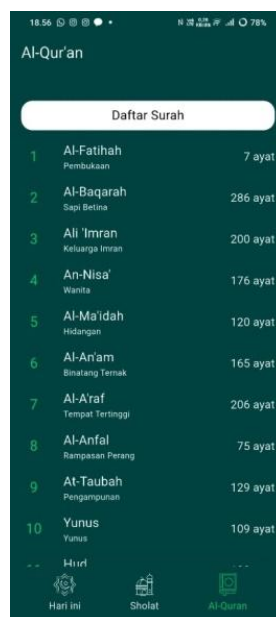 18.56 78%
Al-Qur'an
Daftar Surah
1 Al-Fatihah 7 ayat
Pembukaan
2 Al-Baqarah 286 ayat
Sapi Betina
3 Ali 'Imran 200 ayat
Keluarga Imran
4 An-Nisa' 176 ayat
Wanita
5 Al-Ma'idah 120 ayat
Hidangan
6 Al-An'am 165 ayat
Binatang Ternak
7 Al-A'raf 206 ayat
Tempat Tertinggi
8 Al-Anfal 75 ayat
Rampasan Perang
9 At-Taubah 129 ayat
Pengampunan
10 Yunus 109 ayat
Yunus
Hud
Hari ini Sholat Al-Quran